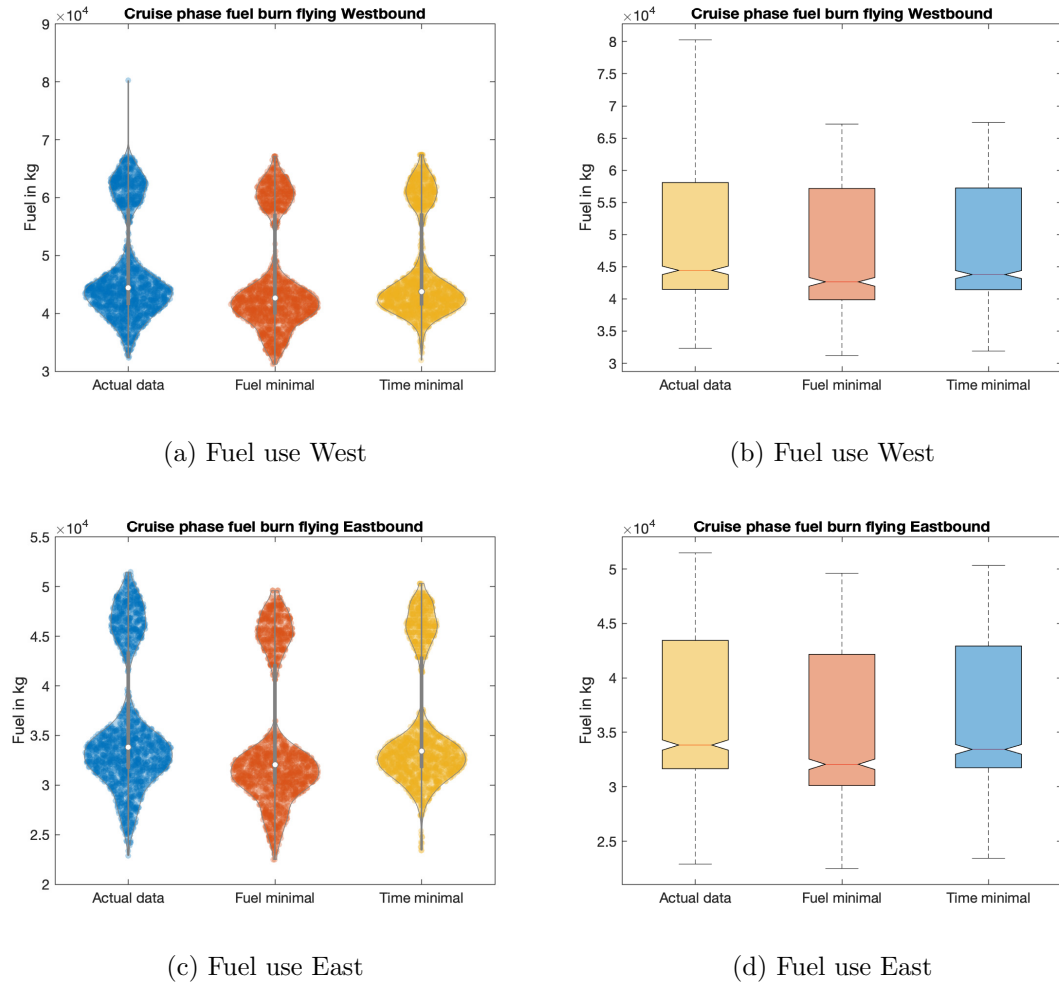 Cruise phase fuel burn flying Westbound
×10⁴
9
8
7
6
5
4
3
Fuel in kg
Actual data Fuel minimal Time minimal
(a) Fuel use West
Cruise phase fuel burn flying Westbound
×10⁴
8
7.5
7
6.5
6
5.5
5
4.5
4
3.5
3
Fuel in kg
Actual data Fuel minimal Time minimal
(b) Fuel use West
Cruise phase fuel burn flying Eastbound
×10⁴
5.5
5
4.5
4
3.5
3
2.5
2
Fuel in kg
Actual data Fuel minimal Time minimal
(c) Fuel use East
Cruise phase fuel burn flying Eastbound
×10⁴
5
4.5
4
3.5
3
2.5
Fuel in kg
Actual data Fuel minimal Time minimal
(d) Fuel use East